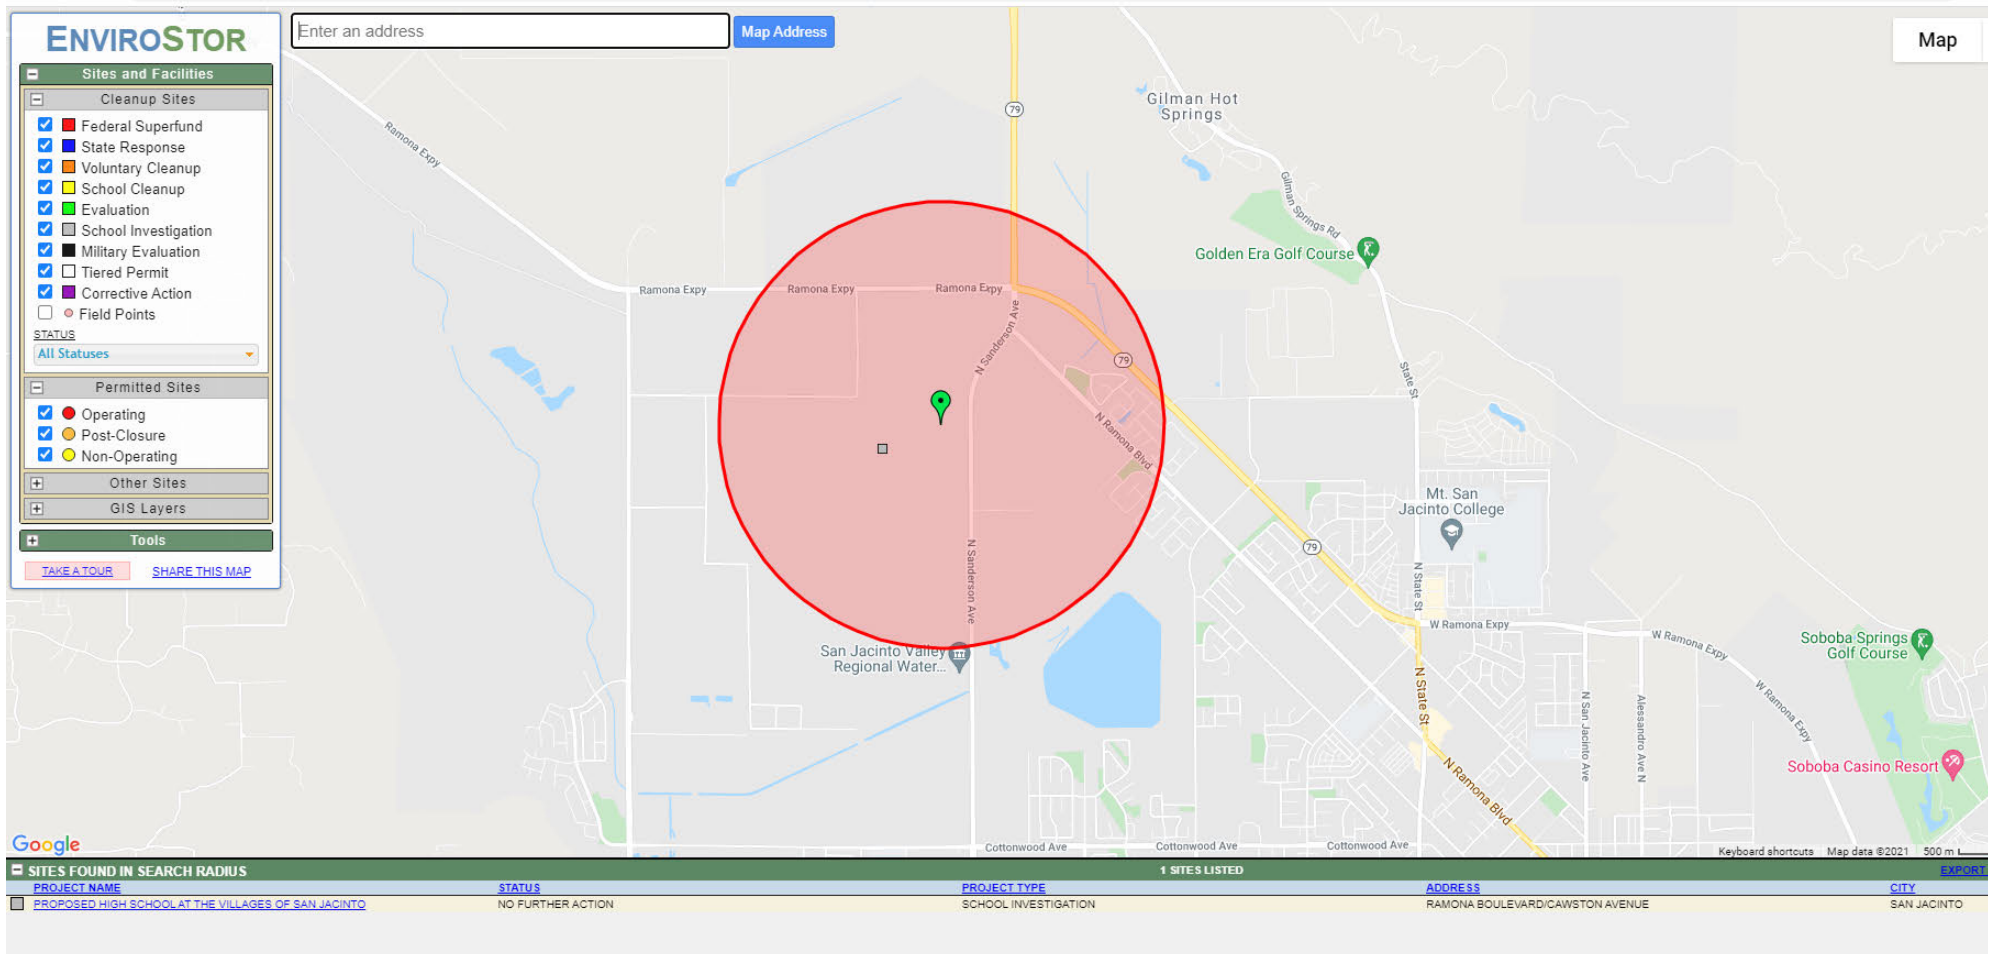 ENVIROSTOR
Enter an address
Map Address
Map
Sites and Facilities
Cleanup Sites
Federal Superfund
State Response
Voluntary Cleanup
School Cleanup
Evaluation
School Investigation
Military Evaluation
Tiered Permit
Corrective Action
Field Points
STATUS
All Statuses
Permitted Sites
Operating
Post-Closure
Non-Operating
Other Sites
GIS Layers
Tools
TAKE A TOUR
SHARE THIS MAP
79
Gilman Hot
Springs
Ramona Expy
Gilman Springs Rd
Golden Era Golf Course
Ramona Expy
Ramona Expy
Ramona Expy
N Sanderson Ave
79
State St
N Ramona Blvd
Mt. San
Jacinto College
79
N Sanderson Ave
N State St
W Ramona Expy
W Ramona Expy
Soboba Springs
Golf Course
San Jacinto Valley
Regional Water...
N State St
W Ramona Expy
N San Jacinto Ave
Alessandro Ave N
Soboba Casino Resort
N Ramona Blvd
Google
Cottonwood Ave
Cottonwood Ave
Cottonwood Ave
Keyboard shortcuts
Map data ©2021
500 m
SITES FOUND IN SEARCH RADIUS
1 SITES LISTED
EXPORT
PROJECT NAME
STATUS
PROJECT TYPE
ADDRESS
CITY
PROPOSED HIGH SCHOOL AT THE VILLAGES OF SAN JACINTO
NO FURTHER ACTION
SCHOOL INVESTIGATION
RAMONA BOULEVARD/CAWSTON AVENUE
SAN JACINTO